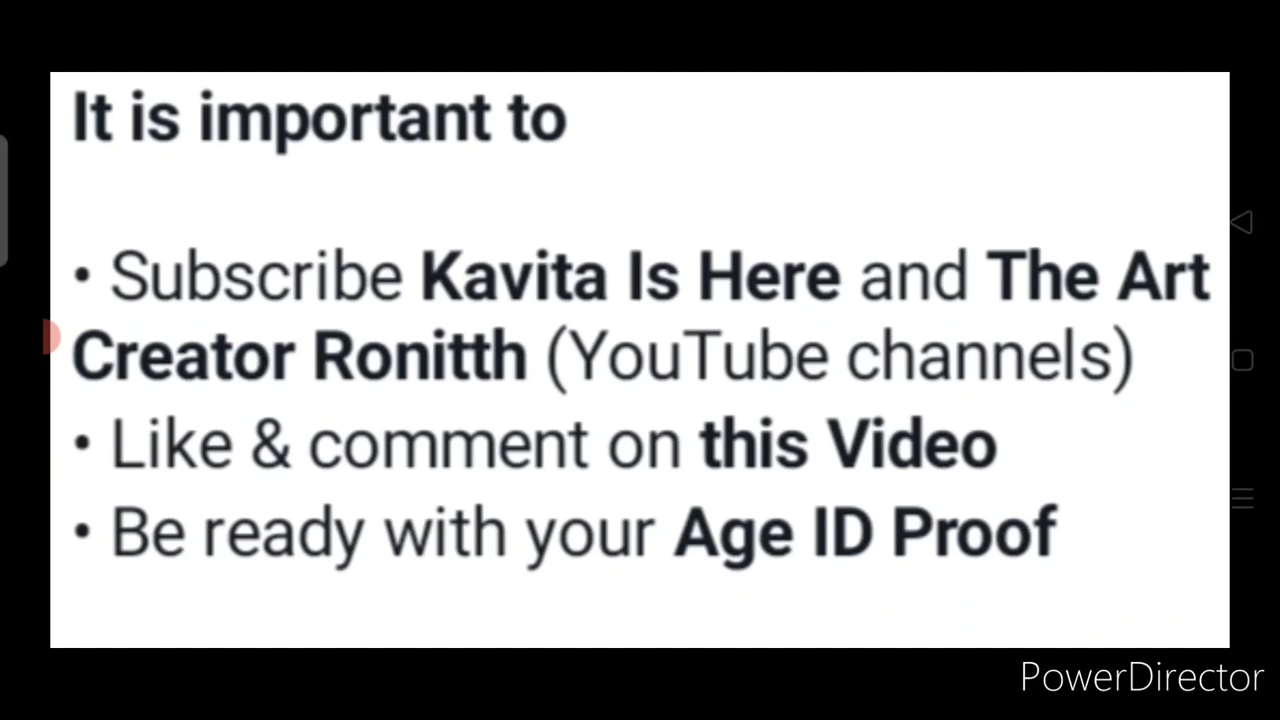 It is important to
• Subscribe Kavita Is Here and The Art
Creator Ronitth (YouTube channels)
• Like & comment on this Video
• Be ready with your Age ID Proof
PowerDirector